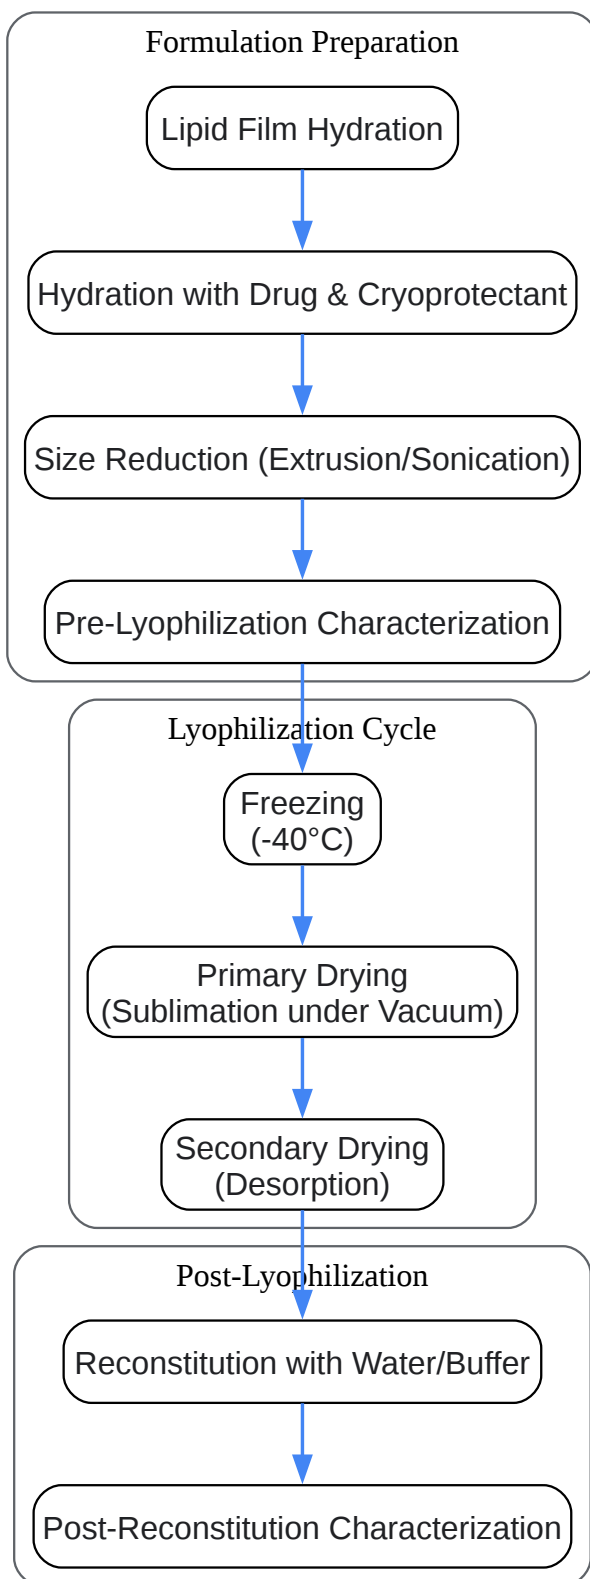 Formulation Preparation
Lipid Film Hydration
Hydration with Drug & Cryoprotectant
Size Reduction (Extrusion/Sonication)
Pre-Lyophilization Characterization
Lyophilization Cycle
Freezing
(-40°C)
Primary Drying
(Sublimation under Vacuum)
Secondary Drying
(Desorption)
Post-Lyophilization
Reconstitution with Water/Buffer
Post-Reconstitution Characterization